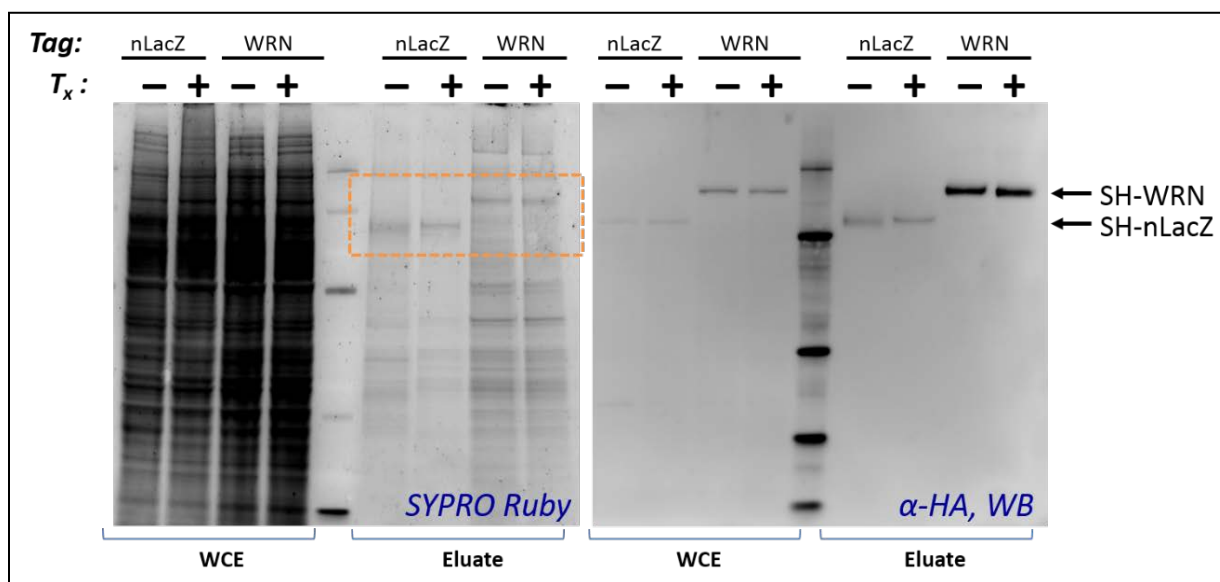 Tag: nLacZ WRN nLacZ WRN nLacZ WRN nLacZ WRN
Tx : − + − + − + − + − + − + − + − +
SH-WRN
SH-nLacZ
SYPRO Ruby α-HA, WB
WCE Eluate WCE Eluate